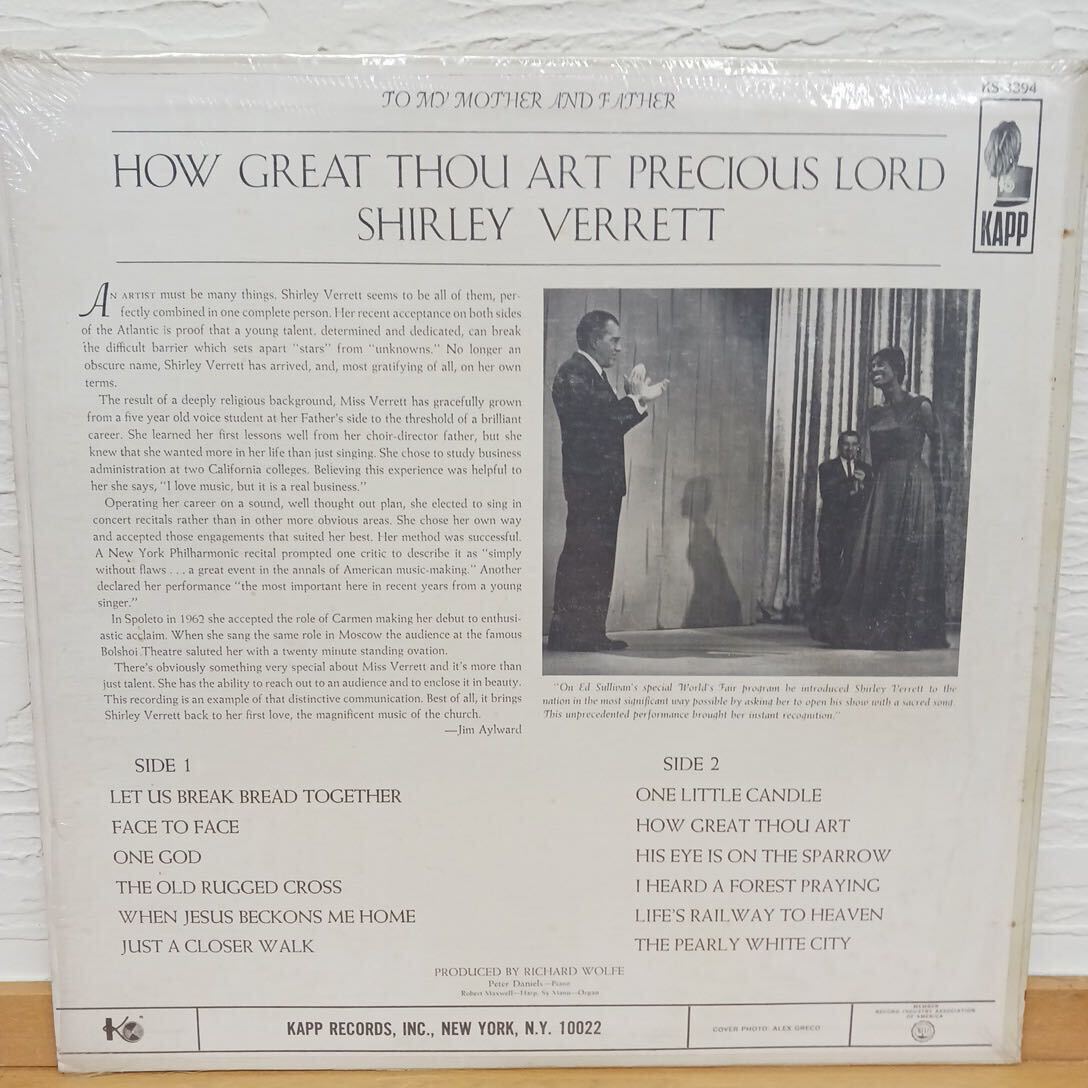 TO MY MOTHER AND FATHER
KS-3394
HOW GREAT THOU ART PRECIOUS LORD
SHIRLEY VERRETT
KAPP
AN ARTIST must be many things. Shirley Verrett seems to be all of them, per-
fectly combined in one complete person. Her recent acceptance on both sides
of the Atlantic is proof that a young talent, determined and dedicated, can break
the difficult barrier which sets apart "stars" from "unknowns." No longer an
obscure name, Shirley Verrett has arrived, and, most gratifying of all, on her own
terms.
The result of a deeply religious background, Miss Verrett has gracefully grown
from a five year old voice student at her Father's side to the threshold of a brilliant
career. She learned her first lessons well from her choir-director father, but she
knew that she wanted more in her life than just singing. She chose to study business
administration at two California colleges. Believing this experience was helpful to
her she says, "I love music, but it is a real business."
Operating her career on a sound, well thought out plan, she elected to sing in
concert recitals rather than in other more obvious areas. She chose her own way
and accepted those engagements that suited her best. Her method was successful.
A New York Philharmonic recital prompted one critic to describe it as "simply
without flaws . . . a great event in the annals of American music-making." Another
declared her performance "the most important here in recent years from a young
singer."
In Spoleto in 1962 she accepted the role of Carmen making her debut to enthusi-
astic acclaim. When she sang the same role in Moscow the audience at the famous
Bolshoi Theatre saluted her with a twenty minute standing ovation.
There's obviously something very special about Miss Verrett and it's more than
just talent. She has the ability to reach out to an audience and to enclose it in beauty.
This recording is an example of that distinctive communication. Best of all, it brings
Shirley Verrett back to her first love, the magnificent music of the church.
—Jim Aylward
"On Ed Sullivan's special World's Fair program he introduced Shirley Verrett to the
nation in the most significant way possible by asking her to open his show with a sacred song.
This unprecedented performance brought her instant recognition."
SIDE 1
LET US BREAK BREAD TOGETHER
FACE TO FACE
ONE GOD
THE OLD RUGGED CROSS
WHEN JESUS BECKONS ME HOME
JUST A CLOSER WALK
SIDE 2
ONE LITTLE CANDLE
HOW GREAT THOU ART
HIS EYE IS ON THE SPARROW
I HEARD A FOREST PRAYING
LIFE'S RAILWAY TO HEAVEN
THE PEARLY WHITE CITY
PRODUCED BY RICHARD WOLFE
Peter Daniels—Piano
Robert Maxwell—Harp, Sy Mann—Organ
KAPP RECORDS, INC., NEW YORK, N.Y. 10022
COVER PHOTO: ALEX GRECO
MEMBER
RECORD INDUSTRY ASSOCIATION
OF AMERICA